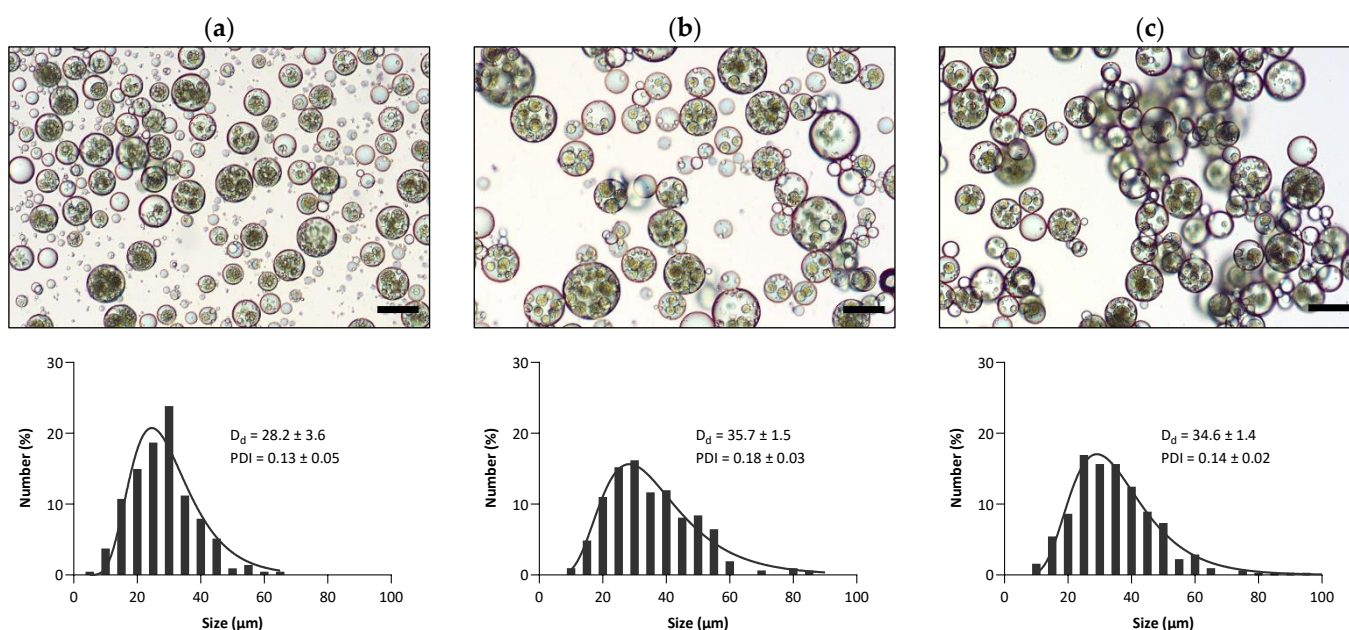 (a)
(b)
(c)
30
20
10
0
Number (%)
D_d = 28.2 ± 3.6
PDI = 0.13 ± 0.05
0 20 40 60 80 100
Size (µm)
30
20
10
0
Number (%)
D_d = 35.7 ± 1.5
PDI = 0.18 ± 0.03
0 20 40 60 80 100
Size (µm)
30
20
10
0
Number (%)
D_d = 34.6 ± 1.4
PDI = 0.14 ± 0.02
0 20 40 60 80 100
Size (µm)